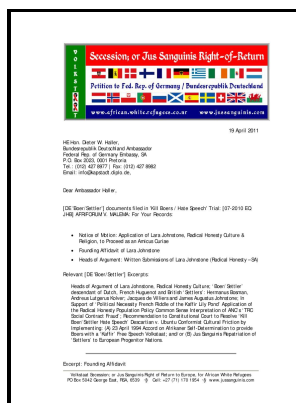 VOLKSTAAT
Secession; or Jus Sanguinis Right-of-Return
Petition to Fed. Rep. of Germany / Bundesrepublik Deutschland
www.african-white-refugees.co.nr www.jussanguinis.com
19 April 2011
HE Hon. Dieter W. Haller,
Bundesrepublik Deutschland Ambassador
Federal Rep. of Germany Embassy, SA
P.O. Box 2023, 0001 Pretoria
Tel.: (012) 427 8977 | Fax: (012) 427 8982
Email: info@kapstadt.diplo.de,
Dear Ambassador Haller,
[DE 'Boer/Settler'] documents filed in 'Kill Boers / Hate Speech' Trial: [07-2010 EQ
JHB] AFRIFORUM V. MALEMA: For Your Records:
• Notice of Motion: Application of Lara Johnstone, Radical Honesty Culture &
Religion, to Proceed as an Amicus Curiae
• Founding Affidavit of Lara Johnstone
• Heads of Argument: Written Submissions of Lara Johnstone (Radical Honesty –SA)
Relevant [DE 'Boer/Settler'] Excerpts:
Heads of Argument of Lara Johnstone, Radical Honesty Culture; 'Boer Settler'
descendant of Dutch, French Huguenot and British 'Settlers': Hermanus Bosman,
Andreas Lutgerus Kolver; Jacques de Villiers and James Augustus Johnstone; In
Support of 'Political Necessity French Riddle of the Kaffir Lily Pond' Application of
the Radical Honesty Population Policy Common Sense Interpretation of ANC's 'TRC
Social Contract Fraud'; Recommendation to Constitutional Court to Resolve 'Kill
Boer Settler Hate Speech' Descartian v. Ubuntu Conformist Cultural Friction by
Implementing: (A) 23 April 1994 Accord on Afrikaner Self-determination to provide
Boers with a 'Kaffir' Free Speech Volkstaat; and/or (B) Jus Sanguinis Repatriation of
'Settlers' to European Progenitor Nations.
Excerpt: Founding Affidavit:
Volkstaat Secession; or Jus Sanguinis Right of Return to Europe, for African White Refugees
PO Box 5042 George East, RSA, 6539 Cell: +27 (71) 170 1954 www.jussanguinis.com